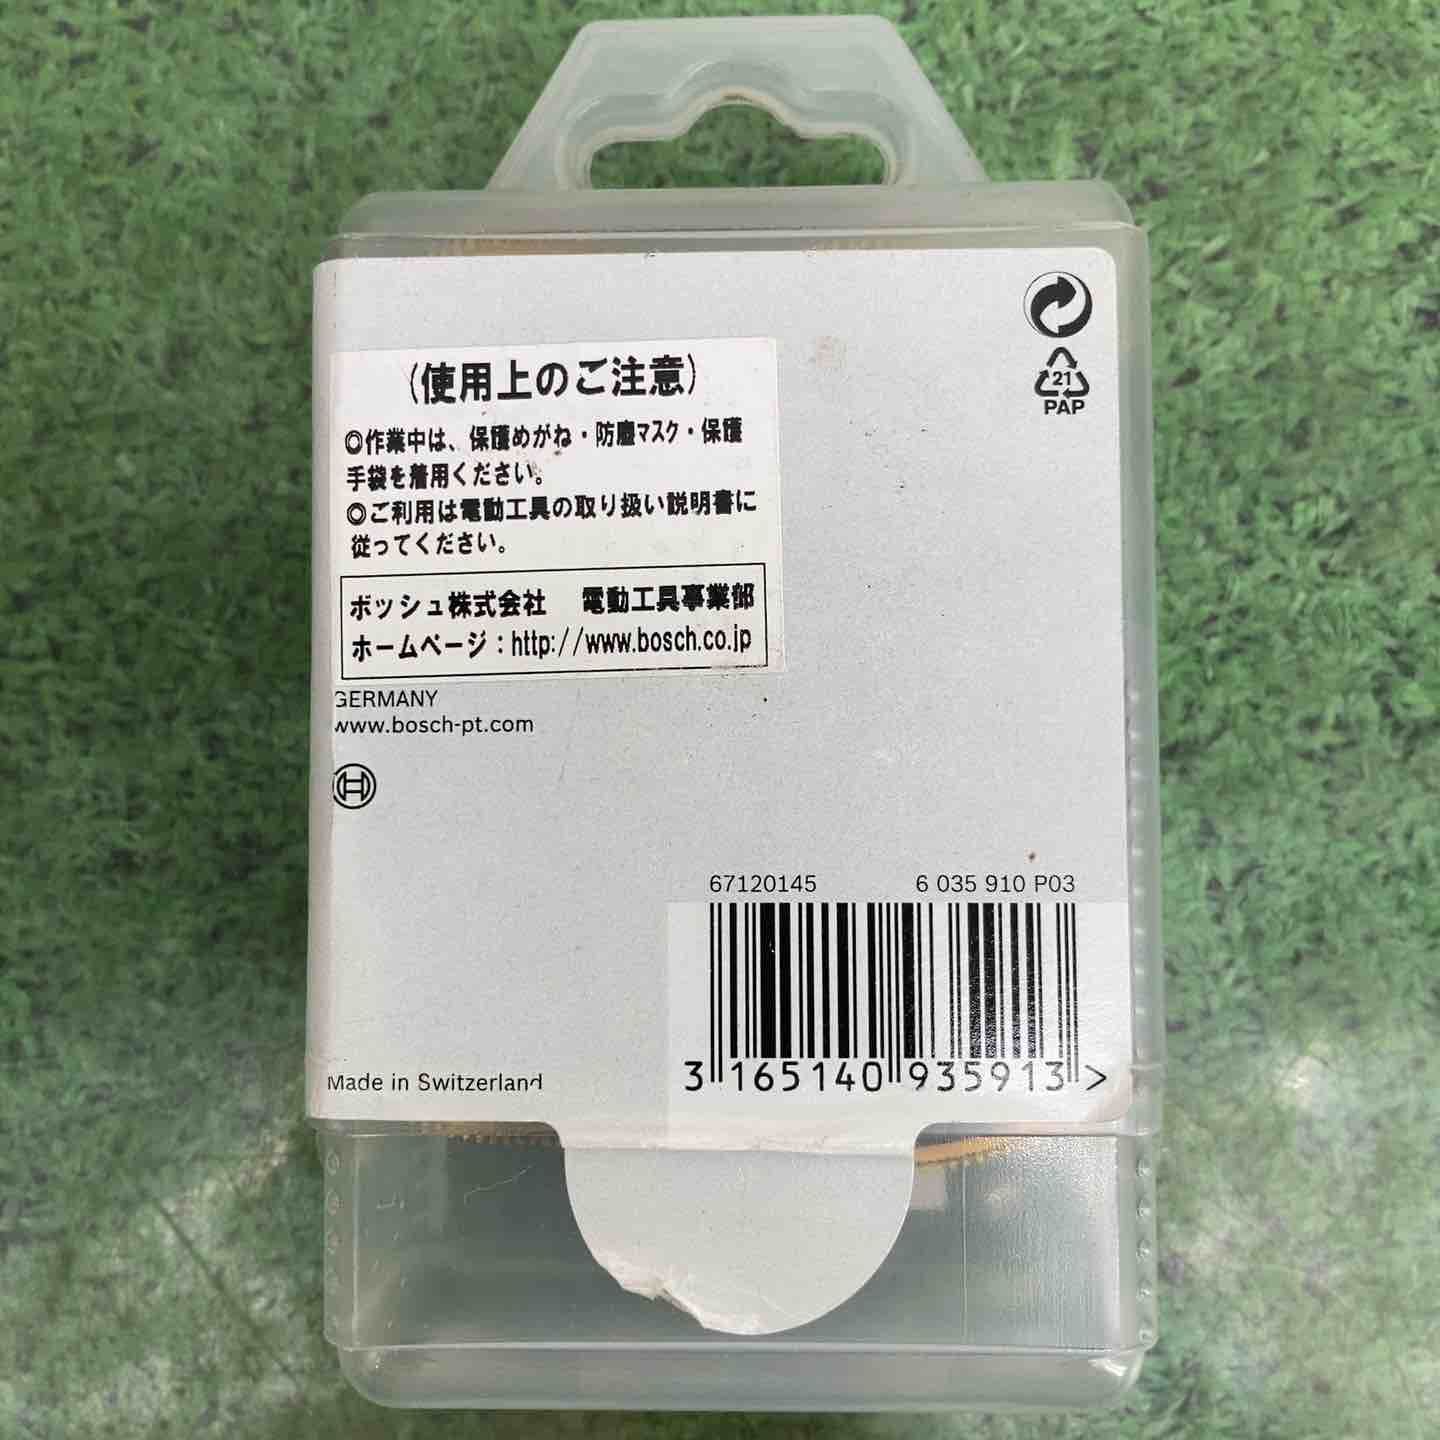 21
PAP
(使用上のご注意)
◎作業中は、保護めがね・防塵マスク・保護
手袋を着用ください。
◎ご利用は電動工具の取り扱い説明書に
従ってください。
ボッシュ株式会社 電動工具事業部
ホームページ:http://www.bosch.co.jp
GERMANY
www.bosch-pt.com
67120145 6 035 910 P03
3 165140 935913 >
Made in Switzerland